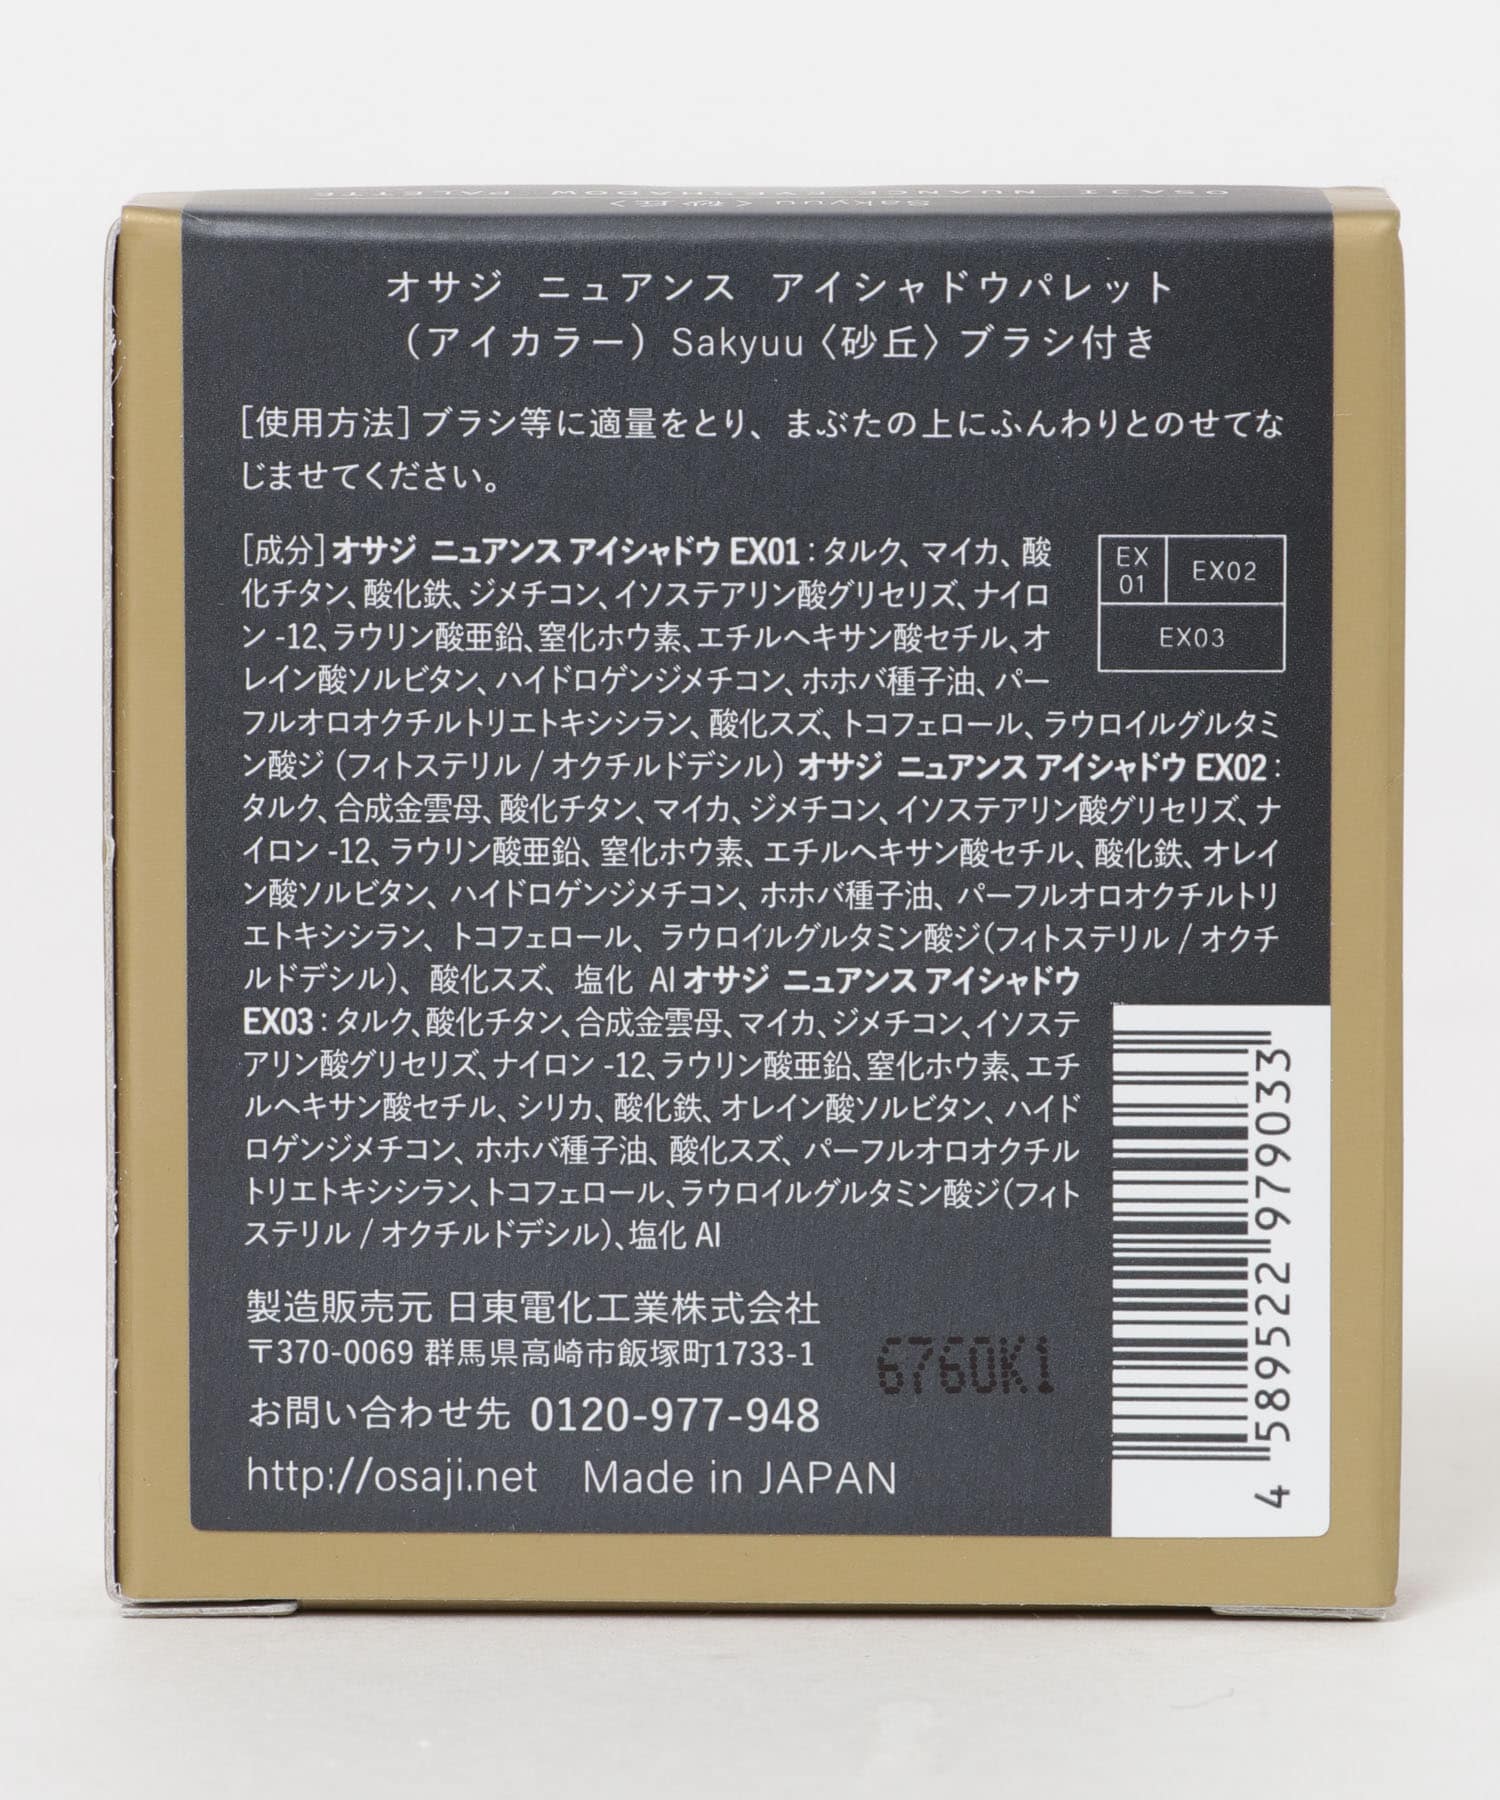 OSAJI NUANCE EYESHADOW PALETTE
Sakyuu〈砂丘〉
オサジ ニュアンス アイシャドウパレット
（アイカラー）Sakyuu〈砂丘〉ブラシ付き
[使用方法]ブラシ等に適量をとり、まぶたの上にふんわりとのせてな
じませてください。
[成分]オサジ ニュアンス アイシャドウ EX01：タルク、マイカ、酸
化チタン、酸化鉄、ジメチコン、イソステアリン酸グリセリズ、ナイロ
ン -12、ラウリン酸亜鉛、窒化ホウ素、エチルヘキサン酸セチル、オ
レイン酸ソルビタン、ハイドロゲンジメチコン、ホホバ種子油、パー
フルオロオクチルトリエトキシシラン、酸化スズ、トコフェロール、ラウロイルグルタミ
ン酸ジ（フィトステリル / オクチルドデシル）オサジ ニュアンス アイシャドウ EX02：
タルク、合成金雲母、酸化チタン、マイカ、ジメチコン、イソステアリン酸グリセリズ、ナ
イロン -12、ラウリン酸亜鉛、窒化ホウ素、エチルヘキサン酸セチル、酸化鉄、オレイ
ン酸ソルビタン、ハイドロゲンジメチコン、ホホバ種子油、パーフルオロオクチルトリ
エトキシシラン、トコフェロール、ラウロイルグルタミン酸ジ（フィトステリル / オクチ
ルドデシル）、酸化スズ、塩化 Al オサジ ニュアンス アイシャドウ
EX03：タルク、酸化チタン、合成金雲母、マイカ、ジメチコン、イソステ
アリン酸グリセリズ、ナイロン -12、ラウリン酸亜鉛、窒化ホウ素、エチ
ルヘキサン酸セチル、シリカ、酸化鉄、オレイン酸ソルビタン、ハイド
ロゲンジメチコン、ホホバ種子油、酸化スズ、パーフルオロオクチル
トリエトキシシラン、トコフェロール、ラウロイルグルタミン酸ジ（フィト
ステリル / オクチルドデシル）、塩化 Al
EX
01
EX02
EX03
製造販売元 日東電化工業株式会社
〒370-0069 群馬県高崎市飯塚町1733-1
お問い合わせ先 0120-977-948
http://osaji.net Made in JAPAN
6760K1
4 589522 979033